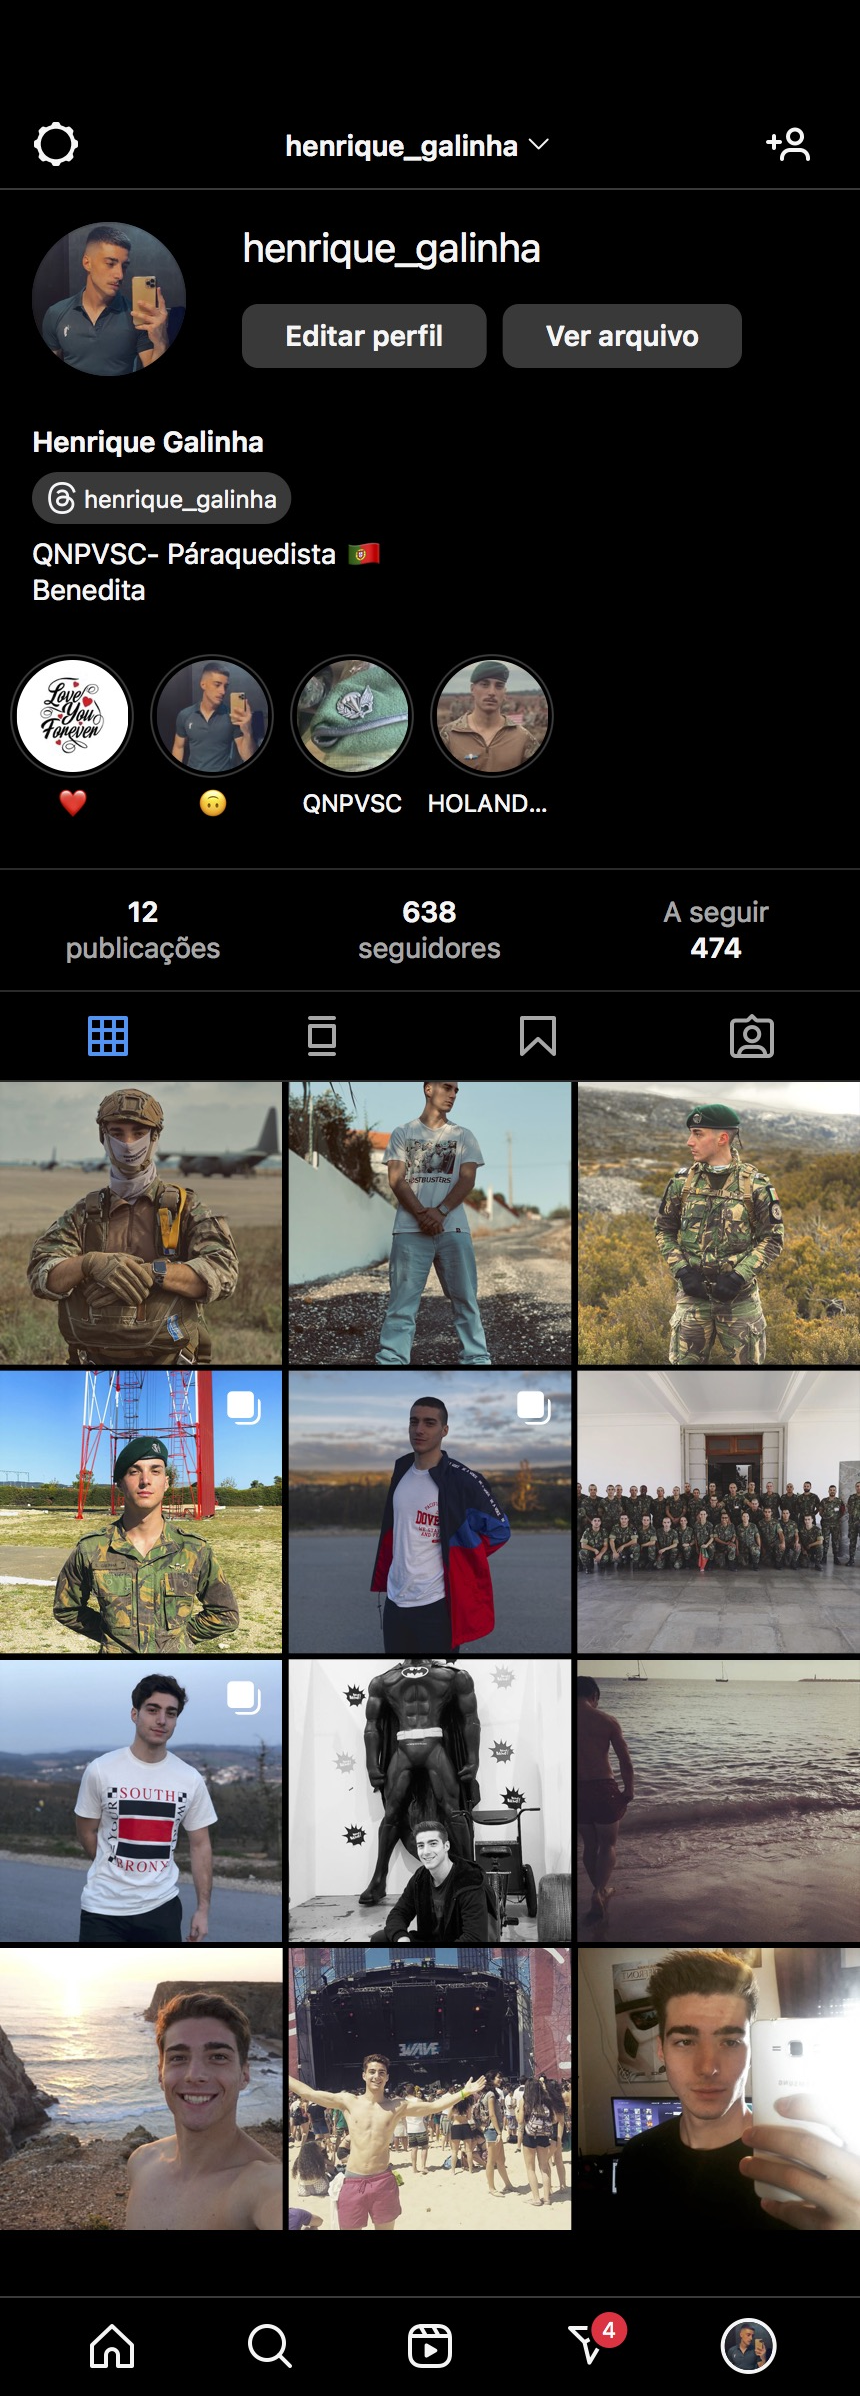 henrique_galinha
henrique_galinha
Editar perfil
Ver arquivo
Henrique Galinha
henrique_galinha
QNPVSC- Páraquedista 🇵🇹
Benedita
Love
You
Forever
❤️
🙃
QNPVSC
HOLAND...
12
publicações
638
seguidores
A seguir
474
SOUTH
BRONX
3WAVE
4